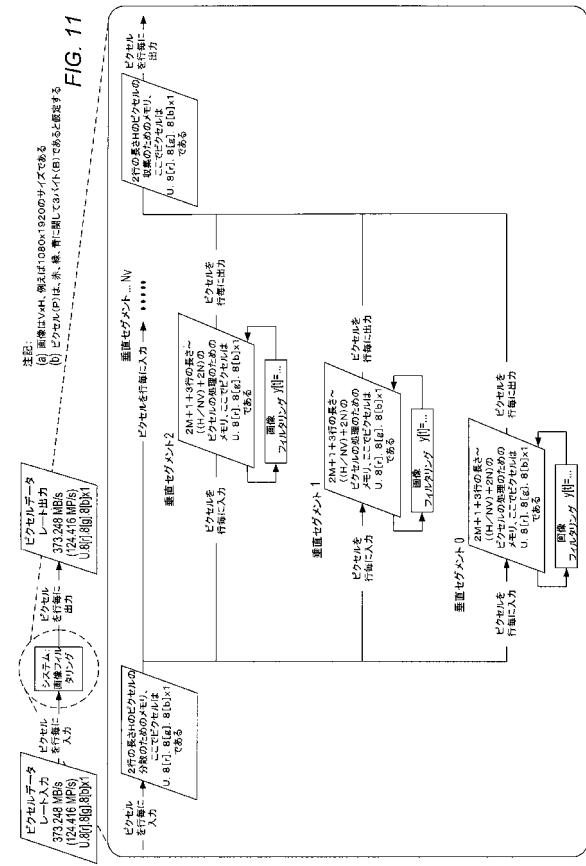 FIG. 11
注記:
(a) 画像はVxH、例えば1080x1920のサイズである
(b) ピクセル(P)は、赤、緑、青に関して3バイト(B)であると仮定する
ピクセルデータ
レート入力
373.248 MB/s
(124.416 MP/s)
U.8[r].8[g].8[b]x1
ピクセル
を行毎に
入力
システム:
画像フィル
タリング
ピクセル
を行毎に
出力
ピクセルデータ
レート出力
373.248 MB/s
(124.416 MP/s)
U.8[r].8[g].8[b]x1
ピクセル
を行毎に
入力
2行の長さHのピクセルの
分散のためのメモリ、
ここでピクセルは
U. 8[r]. 8[g]. 8[b]x1
である
ピクセルを行毎に入力
垂直セグメント... Nv
•••••
2行の長さHのピクセルの
収集のためのメモリ、
ここでピクセルは
U. 8[r]. 8[g]. 8[b]x1
である
ピクセル
を行毎に
出力
ピクセルを
行毎に入力
垂直セグメント2
2M+1+3行の長さ~
((H/NV)+2N)の
ピクセルの処理のための
メモリ、ここでピクセルは
U. 8[r]. 8[g]. 8[b]x1
である
画像
フィルタリング y[t]=...
ピクセルを
行毎に出力
ピクセルを
行毎に入力
垂直セグメント 1
2M+1+3行の長さ~
((H/NV)+2N)の
ピクセルの処理のための
メモリ、ここでピクセルは、
U. 8[r]. 8[g]. 8[b]x1
である
画像
フィルタリング y[t]=...
ピクセルを
行毎に出力
ピクセルを
行毎に入力
垂直セグメント 0
2M+1+3行の長さ~
((H/NV)+2N)の
ピクセルの処理のための
メモリ、ここでピクセルは
U. 8[r]. 8[g]. 8[b]x1
である
画像
フィルタリング y[t]=...
ピクセルを
行毎に出力